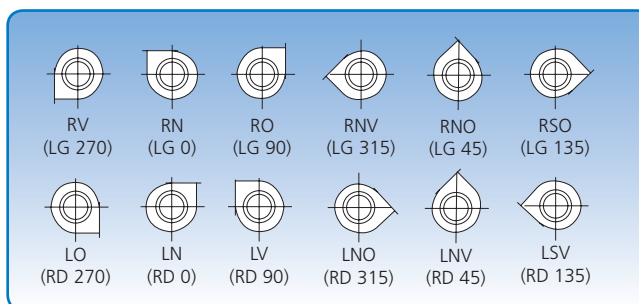 RV RN RO RNV RNO RSO
(LG 270) (LG 0) (LG 90) (LG 315) (LG 45) (LG 135)
LO LN LV LNO LNV LSV
(RD 270) (RD 0) (RD 90) (RD 315) (RD 45) (RD 135)